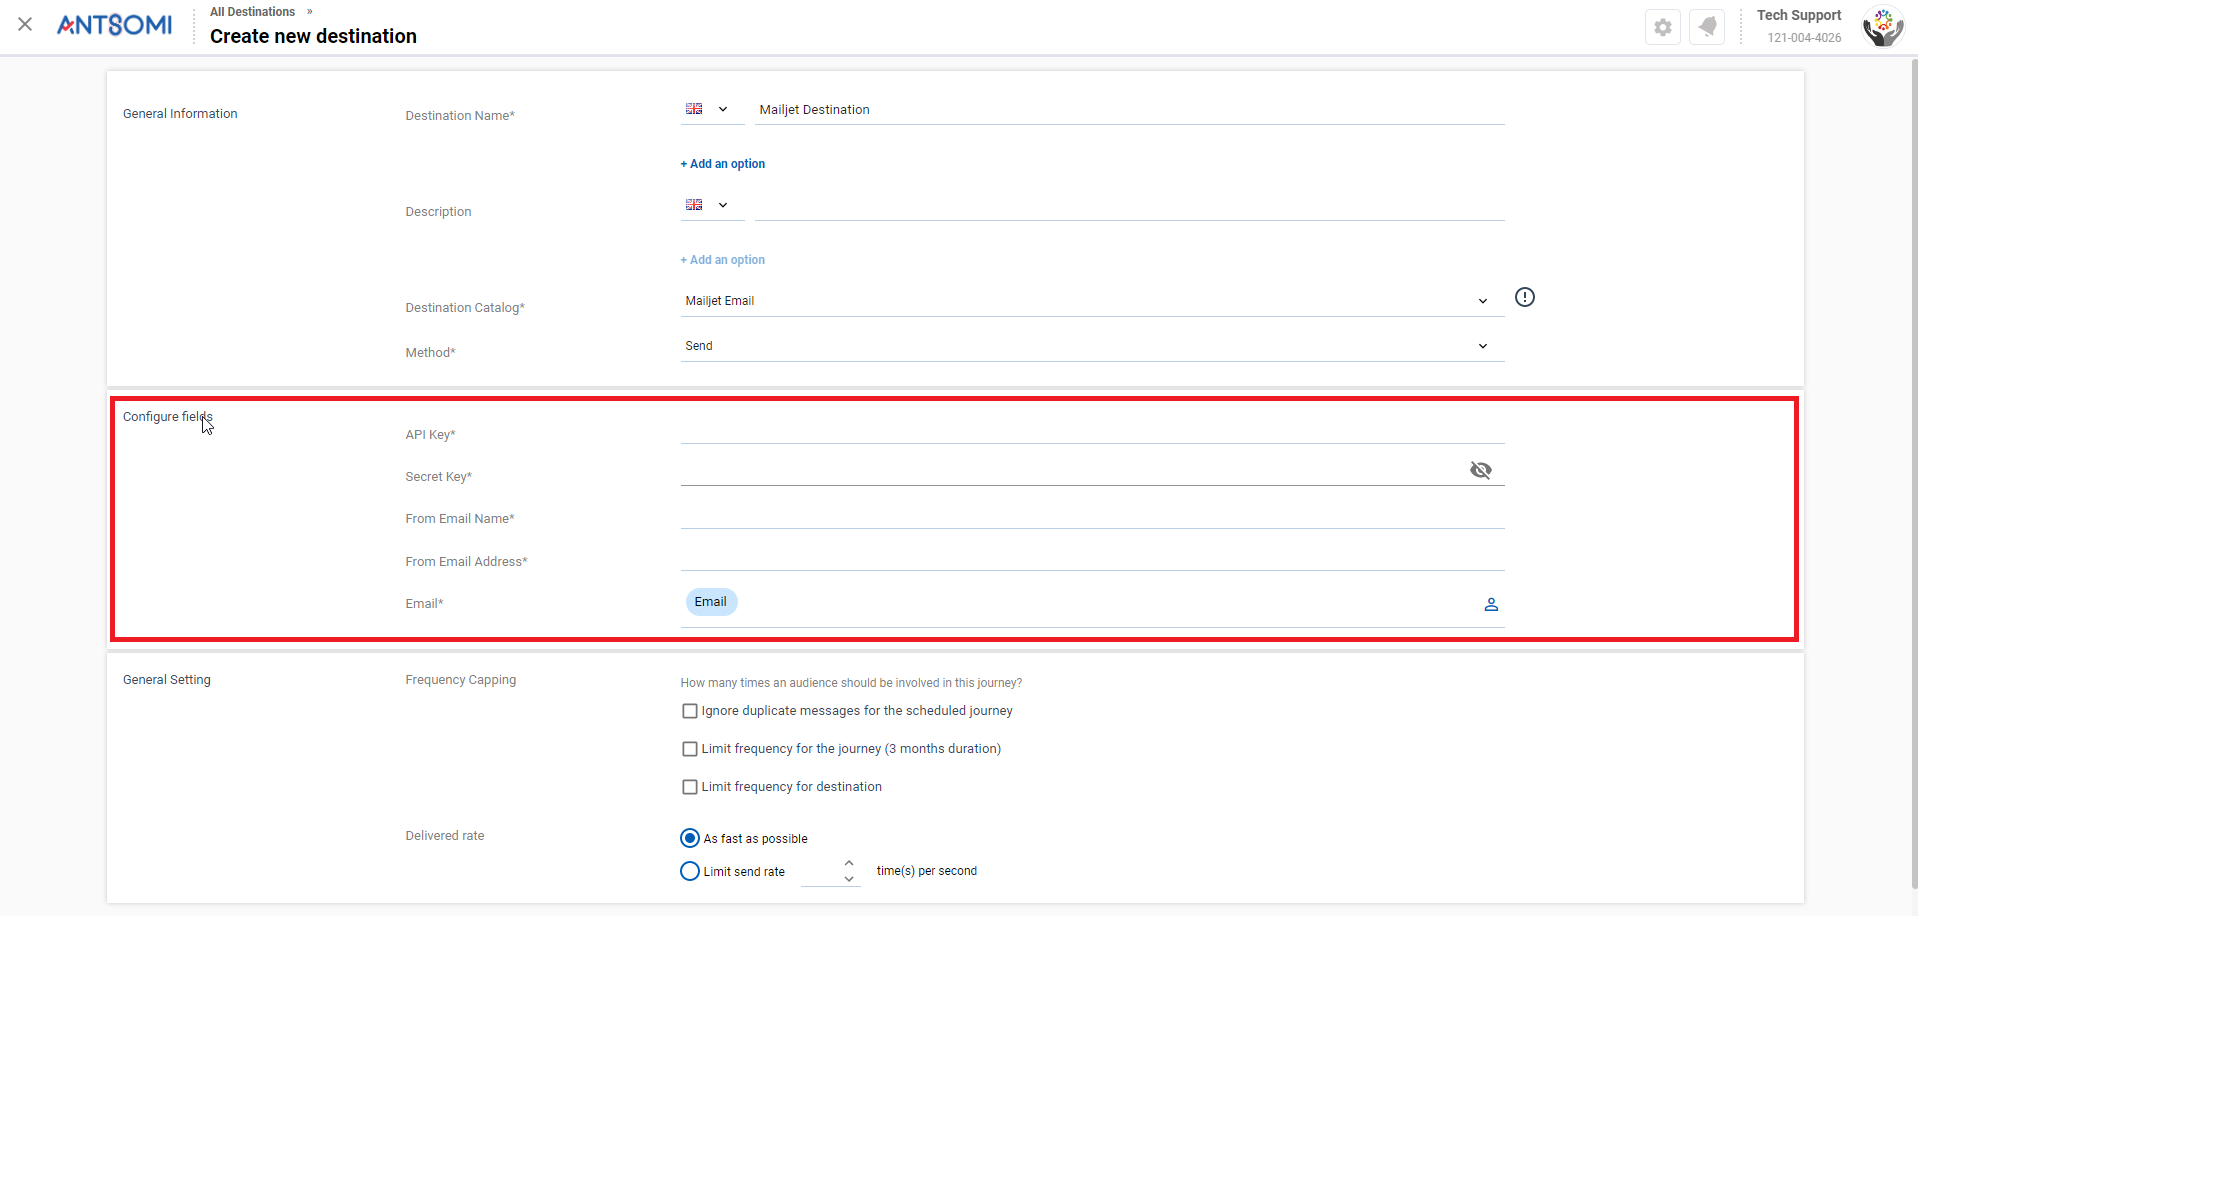 ANTSOMI
All Destinations »
Create new destination
Tech Support
121-004-4026
General Information
Destination Name*
Mailjet Destination
+ Add an option
Description
+ Add an option
Destination Catalog*
Mailjet Email
Method*
Send
Configure fields
API Key*
Secret Key*
From Email Name*
From Email Address*
Email*
Email
General Setting
Frequency Capping
How many times an audience should be involved in this journey?
Ignore duplicate messages for the scheduled journey
Limit frequency for the journey (3 months duration)
Limit frequency for destination
Delivered rate
As fast as possible
Limit send rate time(s) per second